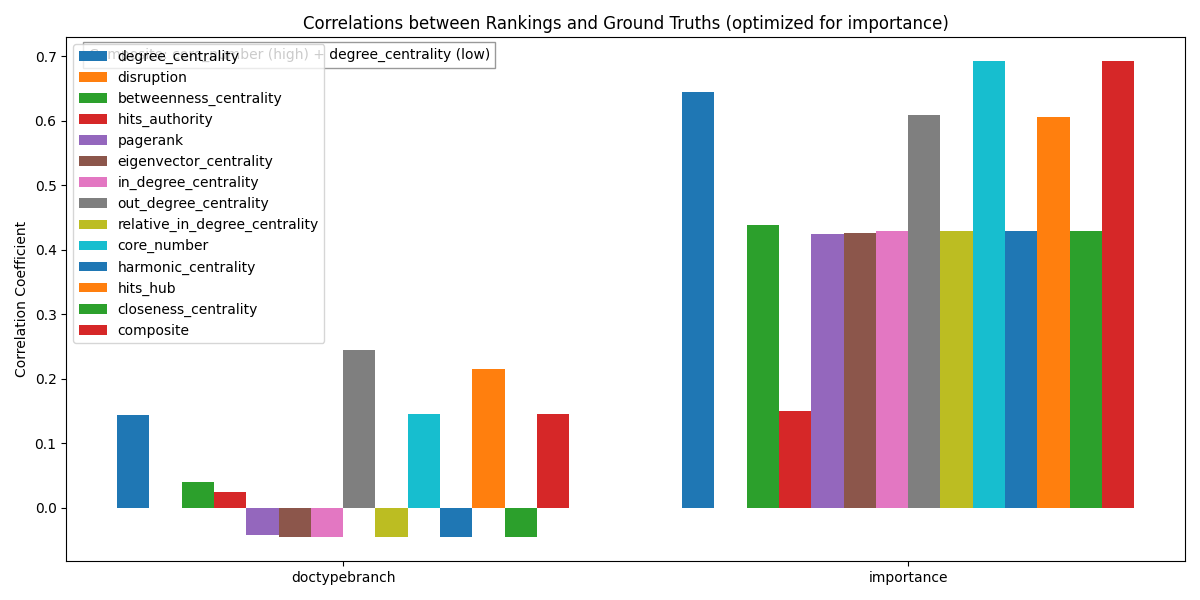 Correlations between Rankings and Ground Truths (optimized for importance)
Composite: core_number (high) + degree_centrality (low)
degree_centrality
disruption
betweenness_centrality
hits_authority
pagerank
eigenvector_centrality
in_degree_centrality
out_degree_centrality
relative_in_degree_centrality
core_number
harmonic_centrality
hits_hub
closeness_centrality
composite
Correlation Coefficient
0.7
0.6
0.5
0.4
0.3
0.2
0.1
0.0
doctypebranch
importance